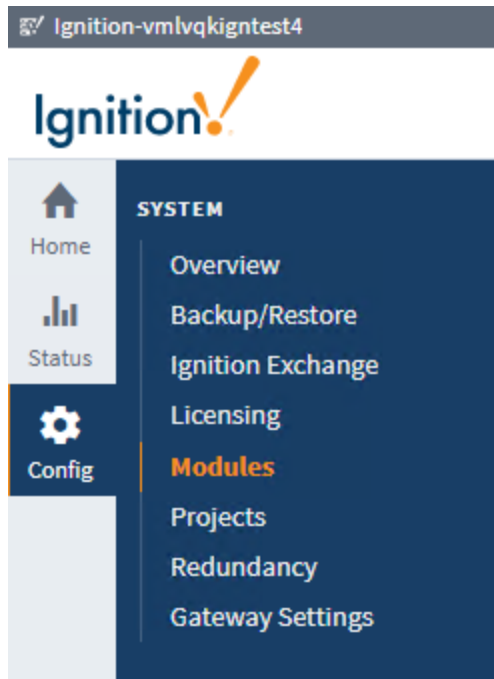 Ignition-vmlvqkigntest4
Ignition!
Home
Status
Config
SYSTEM
Overview
Backup/Restore
Ignition Exchange
Licensing
Modules
Projects
Redundancy
Gateway Settings